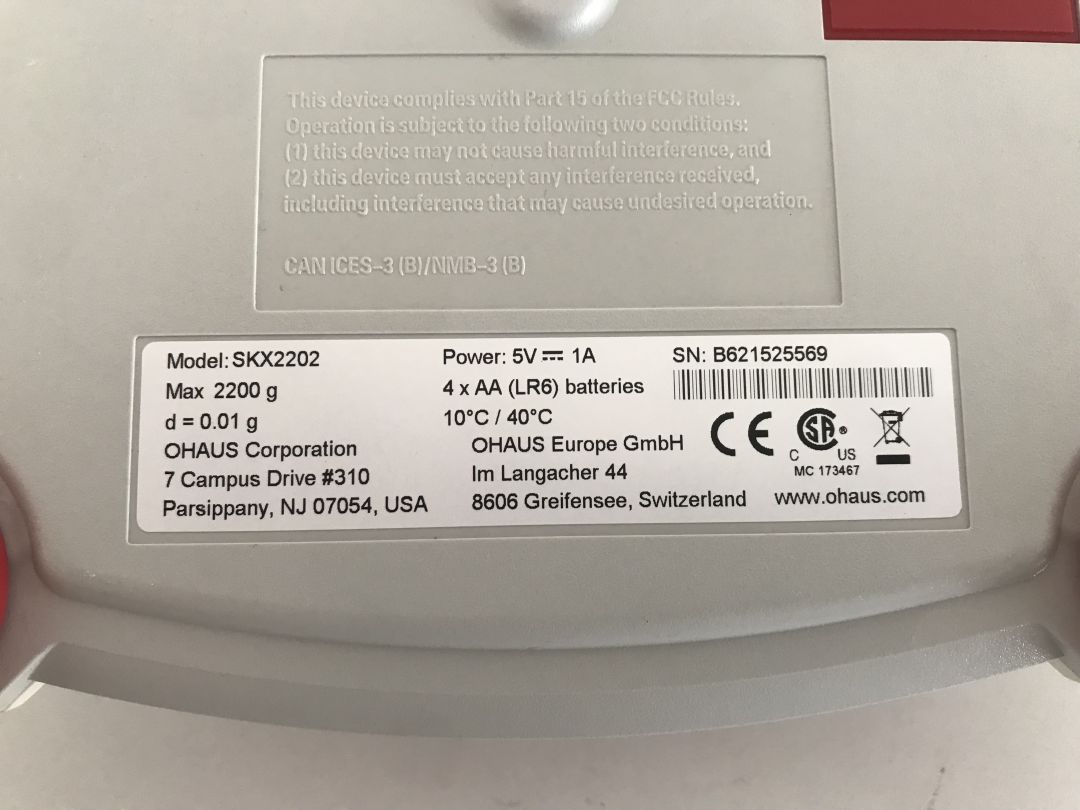 This device complies with Part 15 of the FCC Rules.
Operation is subject to the following two conditions:
(1) this device may not cause harmful interference, and
(2) this device must accept any interference received,
including interference that may cause undesired operation.
CAN ICES-3 (B)/NMB-3 (B)
Model: SKX2202
Max 2200 g
d = 0.01 g
OHAUS Corporation
7 Campus Drive #310
Parsippany, NJ 07054, USA
Power: 5V ⎓ 1A
4 x AA (LR6) batteries
10°C / 40°C
OHAUS Europe GmbH
Im Langacher 44
8606 Greifensee, Switzerland
SN: B621525569
CE
C SA ® US
MC 173467
www.ohaus.com